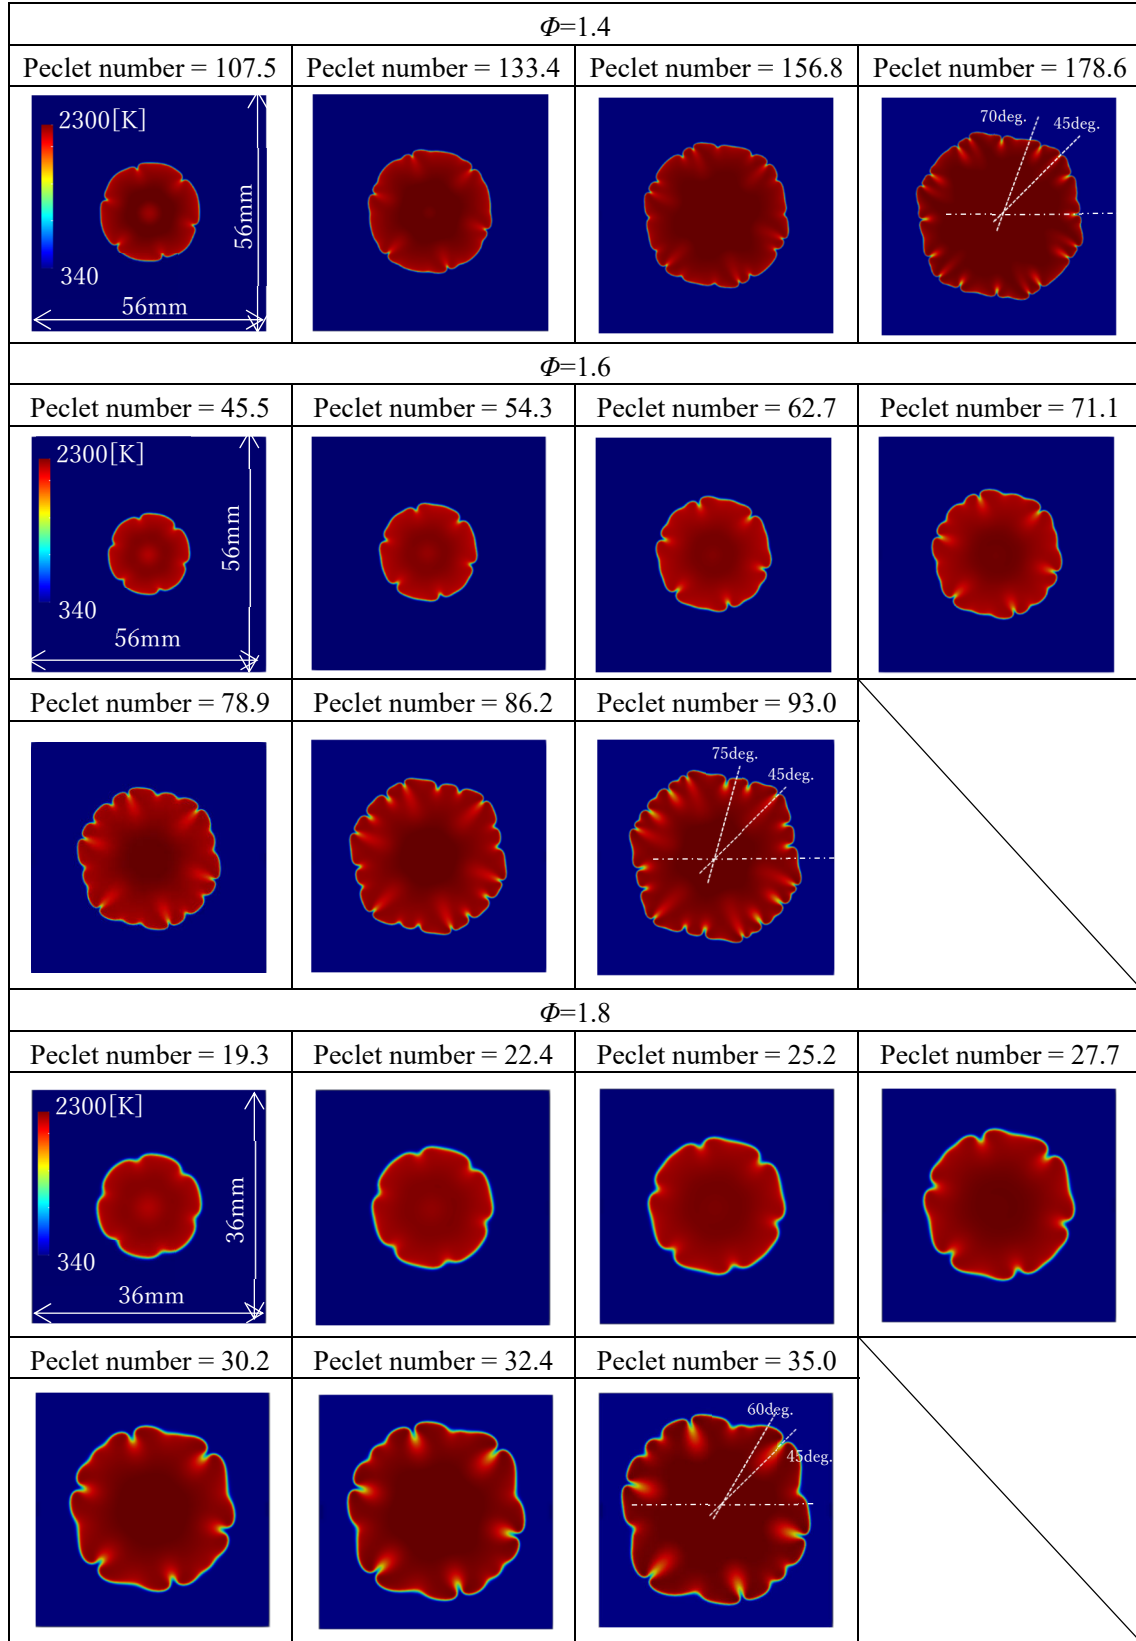 Φ=1.4
Peclet number = 107.5 Peclet number = 133.4 Peclet number = 156.8 Peclet number = 178.6
2300[K]
340
56mm
56mm
70deg.
45deg.
Φ=1.6
Peclet number = 45.5 Peclet number = 54.3 Peclet number = 62.7 Peclet number = 71.1
2300[K]
340
56mm
56mm
Peclet number = 78.9 Peclet number = 86.2 Peclet number = 93.0
75deg.
45deg.
Φ=1.8
Peclet number = 19.3 Peclet number = 22.4 Peclet number = 25.2 Peclet number = 27.7
2300[K]
340
36mm
36mm
Peclet number = 30.2 Peclet number = 32.4 Peclet number = 35.0
60deg.
45deg.